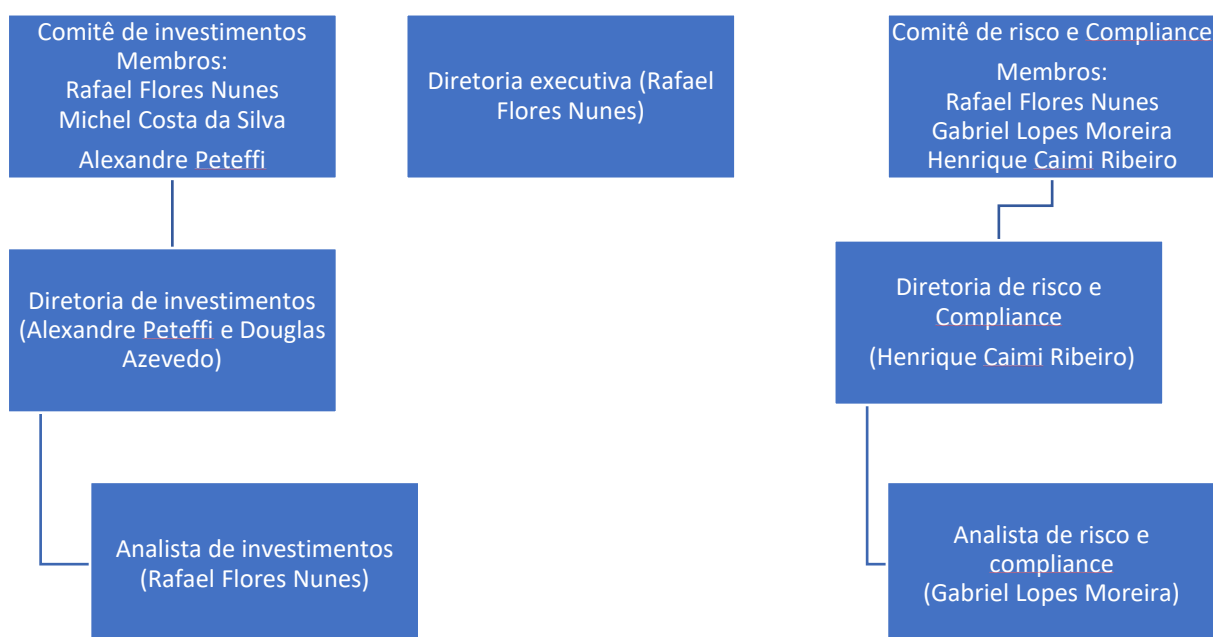 Comitê de investimentos
Membros:
Rafael Flores Nunes
Michel Costa da Silva
Alexandre Peteffi
Diretoria executiva (Rafael
Flores Nunes)
Comitê de risco e Compliance
Membros:
Rafael Flores Nunes
Gabriel Lopes Moreira
Henrique Caimi Ribeiro
Diretoria de investimentos
(Alexandre Peteffi e Douglas
Azevedo)
Diretoria de risco e
Compliance
(Henrique Caimi Ribeiro)
Analista de investimentos
(Rafael Flores Nunes)
Analista de risco e
compliance
(Gabriel Lopes Moreira)